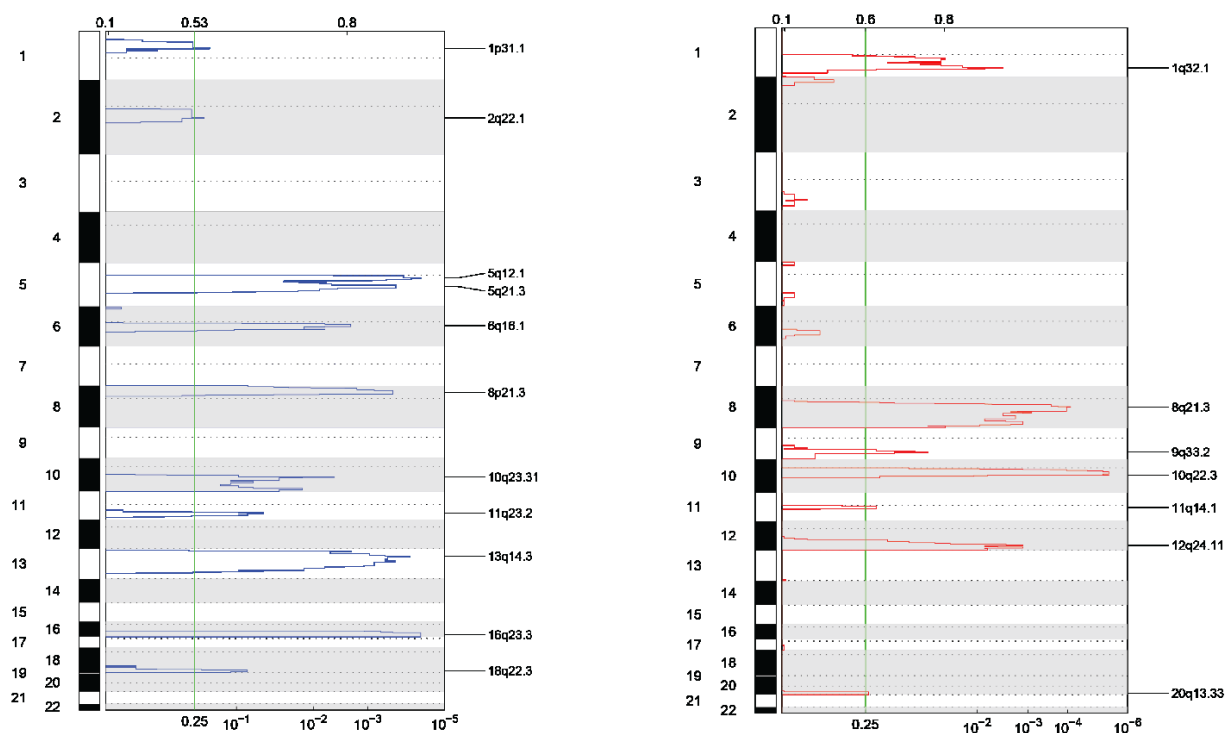 0.1 0.53 0.8
1
2
3
4
5
6
7
8
9
10
11
12
13
14
15
16
17
18
19
20
21
22
1p31.1
2q22.1
5q12.1
5q21.3
6q16.1
8p21.3
10q23.31
11q23.2
13q14.3
16q23.3
18q22.3
0.25 10⁻¹ 10⁻² 10⁻³ 10⁻⁵
0.1 0.6 0.8
1
2
3
4
5
6
7
8
9
10
11
12
13
14
15
16
17
18
19
20
21
22
1q32.1
8q21.3
9q33.2
10q22.3
11q14.1
12q24.11
20q13.33
0.25 10⁻² 10⁻³ 10⁻⁴ 10⁻⁶